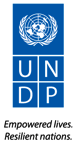 U N
D P
Empowered lives.
Resilient nations.